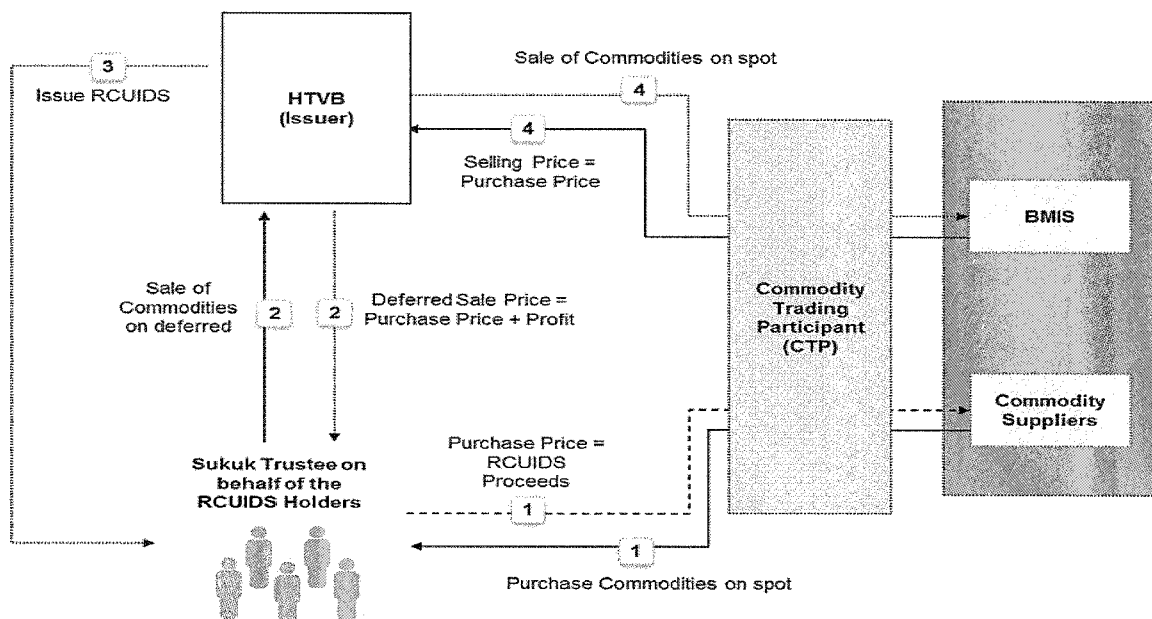 3
Issue RCUIDS
HTVB
(Issuer)
Sale of Commodities on spot
4
4
Selling Price =
Purchase Price
BMIS
Sale of
Commodities
on deferred
2
2
Deferred Sale Price =
Purchase Price + Profit
Commodity
Trading
Participant
(CTP)
Commodity
Suppliers
Sukuk Trustee on
behalf of the
RCUIDS Holders
Purchase Price =
RCUIDS
Proceeds
1
1
Purchase Commodities on spot